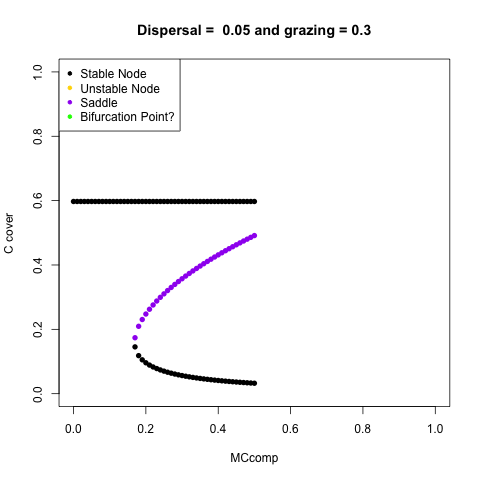 Dispersal =  0.05 and grazing = 0.3
Stable Node
Unstable Node
Saddle
Bifurcation Point?
C cover
1.0
0.8
0.6
0.4
0.2
0.0
0.0 0.2 0.4 0.6 0.8 1.0
MCcomp